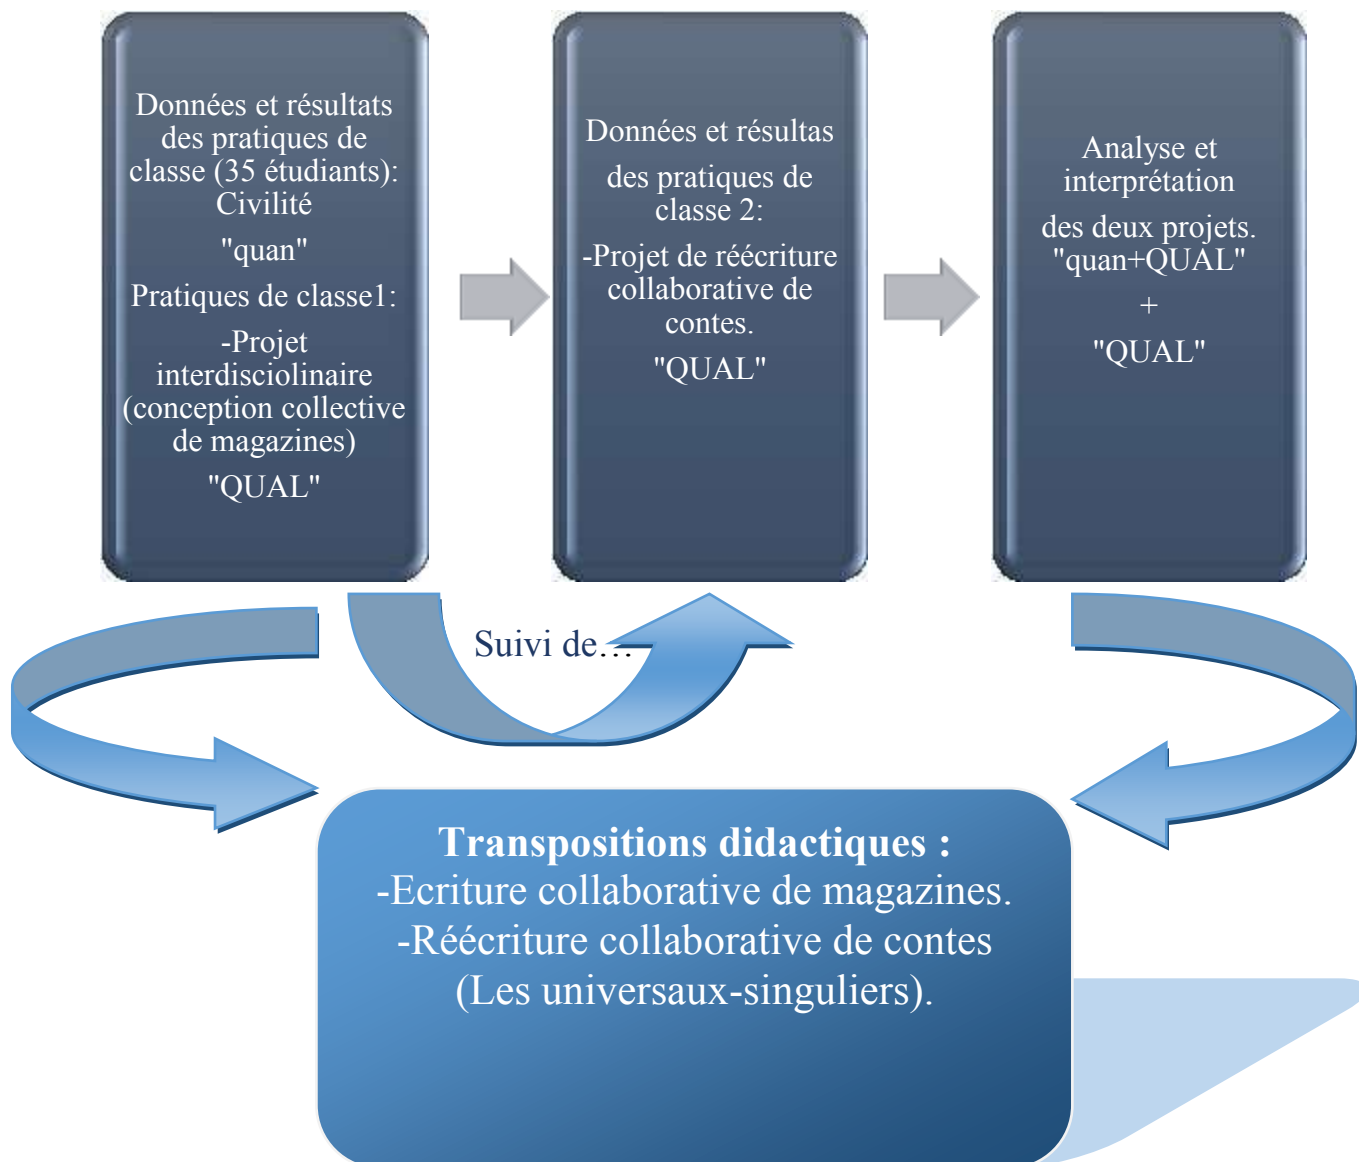 Données et résultats
des pratiques de
classe (35 étudiants):
Civilité
"quan"
Pratiques de classe1:
-Projet
interdisciolinaire
(conception collective
de magazines)
"QUAL"
Données et résultas
des pratiques de
classe 2:
-Projet de réécriture
collaborative de
contes.
"QUAL"
Analyse et
interprétation
des deux projets.
"quan+QUAL"
+
"QUAL"
Suivi de…
Transpositions didactiques :
-Ecriture collaborative de magazines.
-Réécriture collaborative de contes
(Les universaux-singuliers).